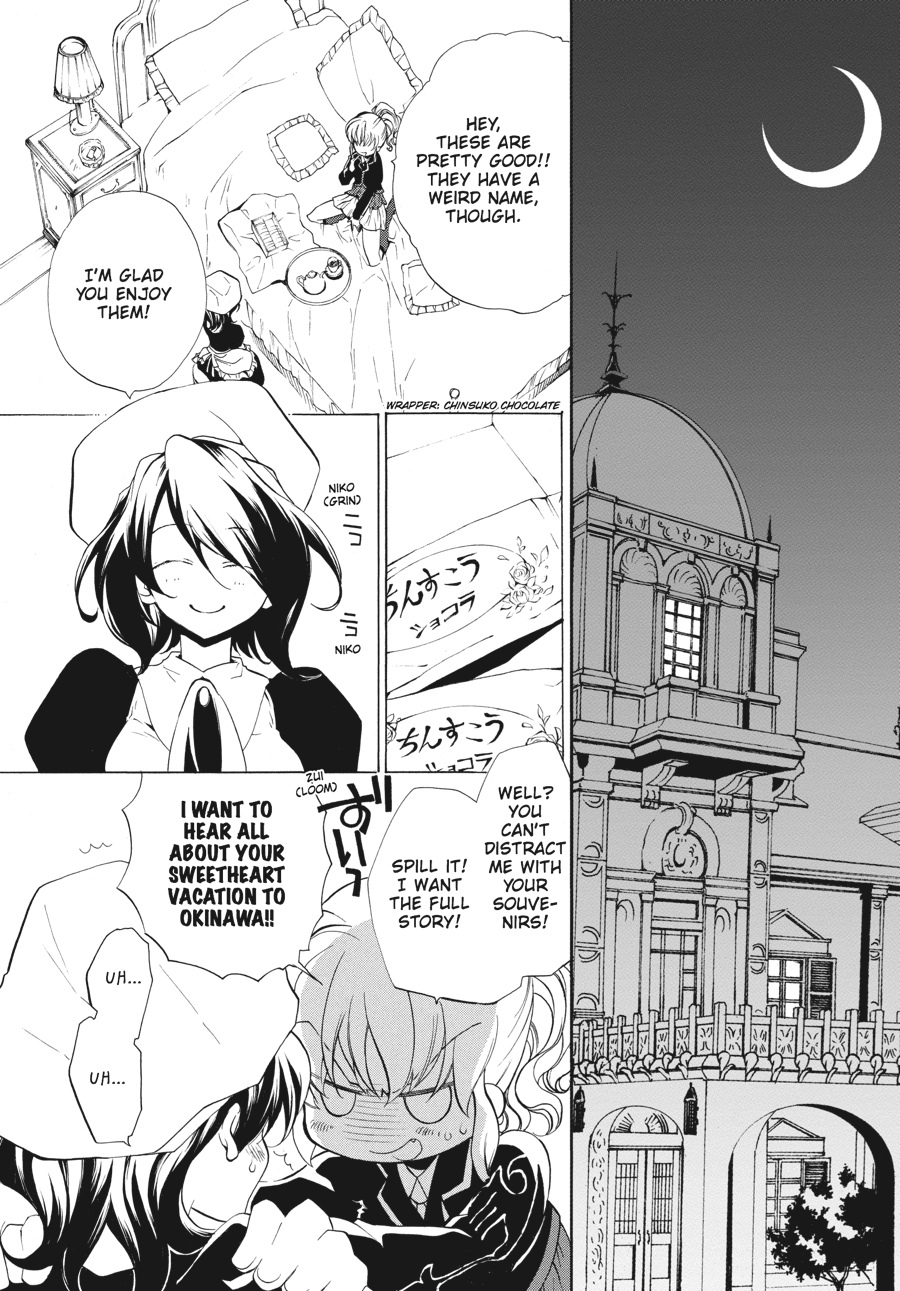 HEY,
THESE ARE
PRETTY GOOD!!
THEY HAVE A
WEIRD NAME,
THOUGH.
I'M GLAD
YOU ENJOY
THEM!
WRAPPER: CHINSUKO CHOCOLATE
ちんすこう
ショコラ
ちんすこう
ショコラ
NIKO
(GRIN)
ニコ
ニコ
NIKO
WELL?
YOU
CAN'T
DISTRACT
ME WITH
YOUR
SOUVE-
NIRS!
SPILL IT!
I WANT
THE FULL
STORY!
ZUI
(LOOM)
ずいっ
I WANT TO
HEAR ALL
ABOUT YOUR
SWEETHEART
VACATION TO
OKINAWA!!
UH...
UH...